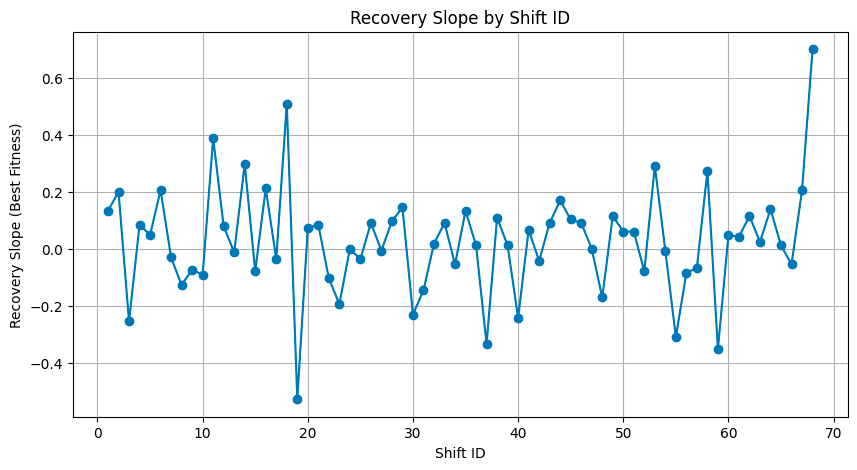 Recovery Slope by Shift ID
Recovery Slope (Best Fitness)
0.6
0.4
0.2
0.0
−0.2
−0.4
0 10 20 30 40 50 60 70
Shift ID